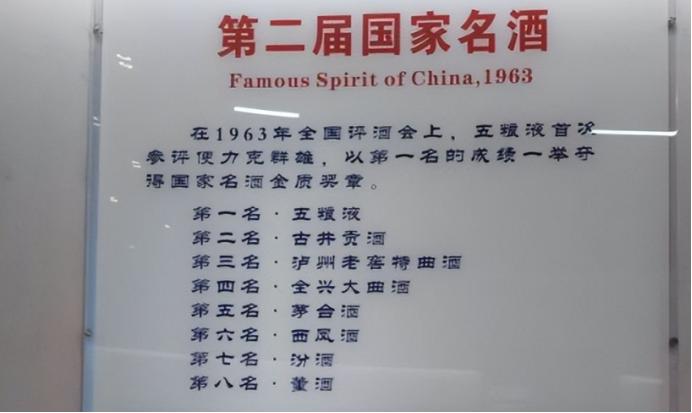 第二届国家名酒
Famous Spirit of China,1963
在1963年全国评酒会上，五粮液首次
参评便力克群雄，以第一名的成绩一举夺
得国家名酒金质奖章。
第一名·五粮液
第二名·古井贡酒
第三名·泸州老窖特曲酒
第四名·全兴大曲酒
第五名·茅台酒
第六名·西凤酒
第七名·汾酒
第八名·董酒